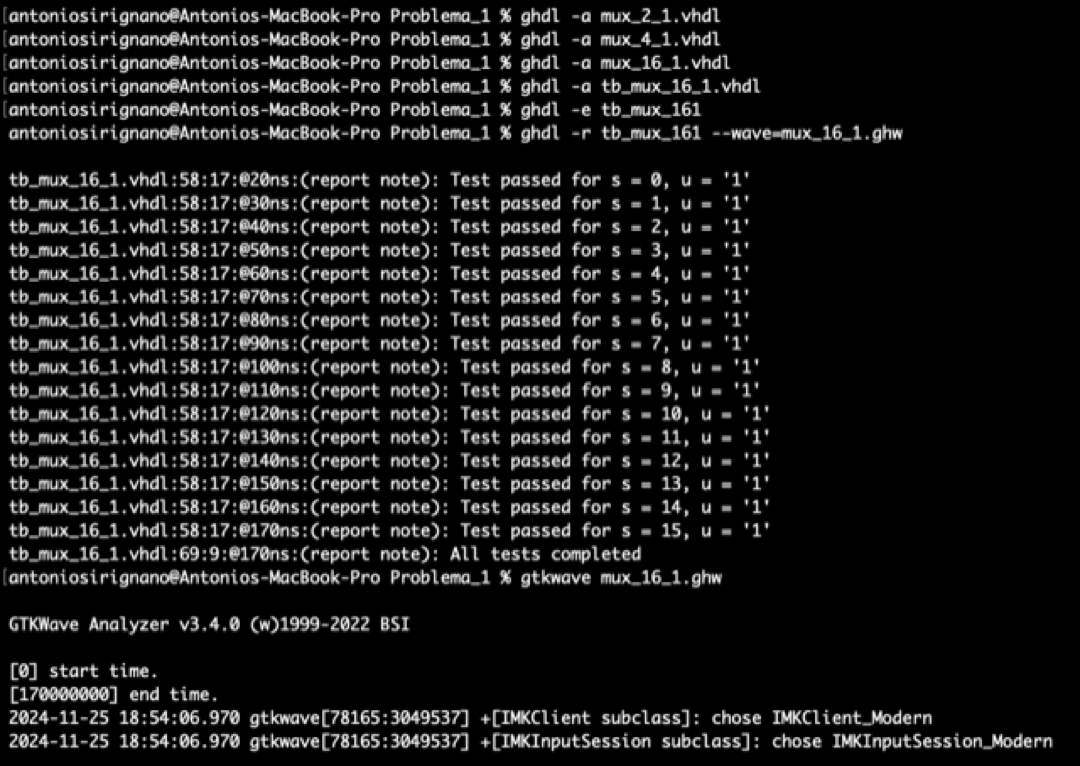 [antoniosirignano@Antonios-MacBook-Pro Problema_1 % ghdl -a mux_2_1.vhdl
[antoniosirignano@Antonios-MacBook-Pro Problema_1 % ghdl -a mux_4_1.vhdl
[antoniosirignano@Antonios-MacBook-Pro Problema_1 % ghdl -a mux_16_1.vhdl
[antoniosirignano@Antonios-MacBook-Pro Problema_1 % ghdl -a tb_mux_16_1.vhdl
[antoniosirignano@Antonios-MacBook-Pro Problema_1 % ghdl -e tb_mux_161
antoniosirignano@Antonios-MacBook-Pro Problema_1 % ghdl -r tb_mux_161 --wave=mux_16_1.ghw
tb_mux_16_1.vhdl:58:17:@20ns:(report note): Test passed for s = 0, u = '1'
tb_mux_16_1.vhdl:58:17:@30ns:(report note): Test passed for s = 1, u = '1'
tb_mux_16_1.vhdl:58:17:@40ns:(report note): Test passed for s = 2, u = '1'
tb_mux_16_1.vhdl:58:17:@50ns:(report note): Test passed for s = 3, u = '1'
tb_mux_16_1.vhdl:58:17:@60ns:(report note): Test passed for s = 4, u = '1'
tb_mux_16_1.vhdl:58:17:@70ns:(report note): Test passed for s = 5, u = '1'
tb_mux_16_1.vhdl:58:17:@80ns:(report note): Test passed for s = 6, u = '1'
tb_mux_16_1.vhdl:58:17:@90ns:(report note): Test passed for s = 7, u = '1'
tb_mux_16_1.vhdl:58:17:@100ns:(report note): Test passed for s = 8, u = '1'
tb_mux_16_1.vhdl:58:17:@110ns:(report note): Test passed for s = 9, u = '1'
tb_mux_16_1.vhdl:58:17:@120ns:(report note): Test passed for s = 10, u = '1'
tb_mux_16_1.vhdl:58:17:@130ns:(report note): Test passed for s = 11, u = '1'
tb_mux_16_1.vhdl:58:17:@140ns:(report note): Test passed for s = 12, u = '1'
tb_mux_16_1.vhdl:58:17:@150ns:(report note): Test passed for s = 13, u = '1'
tb_mux_16_1.vhdl:58:17:@160ns:(report note): Test passed for s = 14, u = '1'
tb_mux_16_1.vhdl:58:17:@170ns:(report note): Test passed for s = 15, u = '1'
tb_mux_16_1.vhdl:69:9:@170ns:(report note): All tests completed
[antoniosirignano@Antonios-MacBook-Pro Problema_1 % gtkwave mux_16_1.ghw
GTKWave Analyzer v3.4.0 (w)1999-2022 BSI
[0] start time.
[170000000] end time.
2024-11-25 18:54:06.970 gtkwave[78165:3049537] +[IMKClient subclass]: chose IMKClient_Modern
2024-11-25 18:54:06.970 gtkwave[78165:3049537] +[IMKInputSession subclass]: chose IMKInputSession_Modern